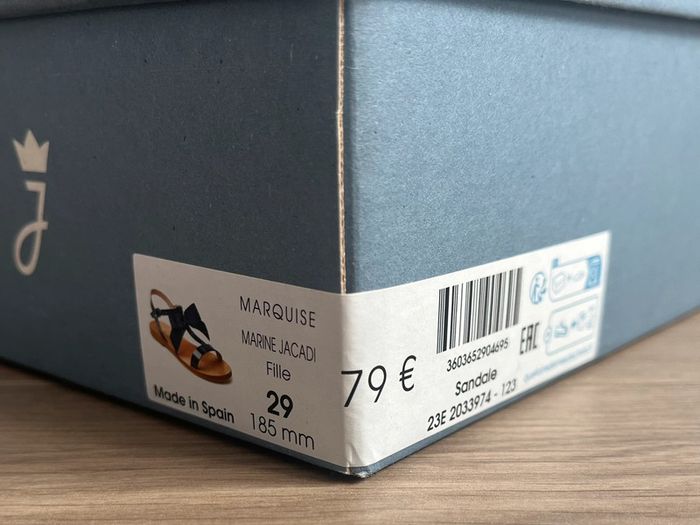 J
MARQUISE
MARINE JACADI
Fille
29
185 mm
Made in Spain
79 €
3603652904695
EAC
Sandale
23E 2033974 - 123